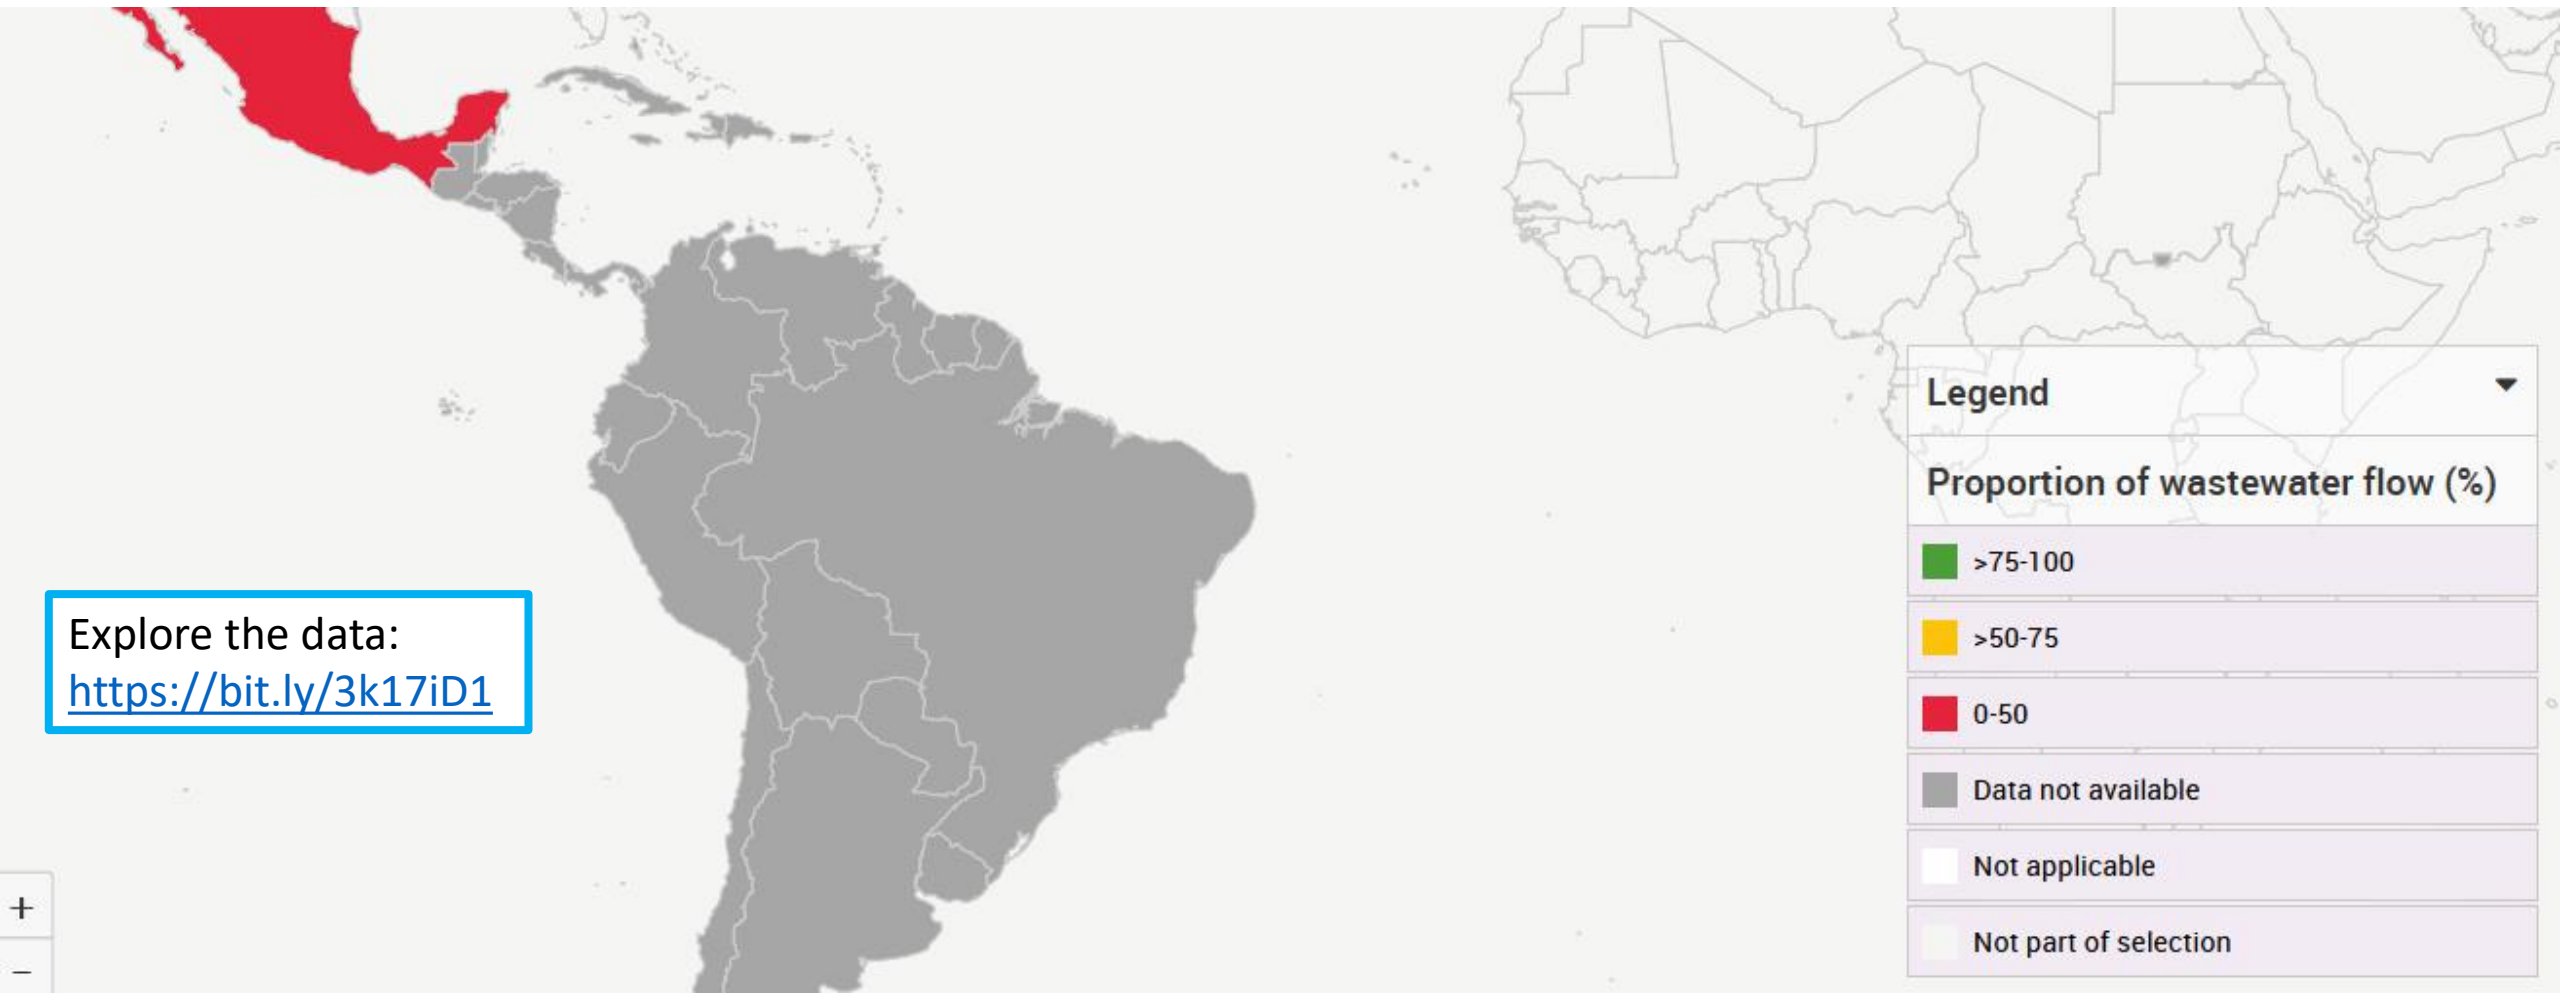 Explore the data:
https://bit.ly/3k17iD1
Legend
Proportion of wastewater flow (%)
>75-100
>50-75
0-50
Data not available
Not applicable
Not part of selection
+
−